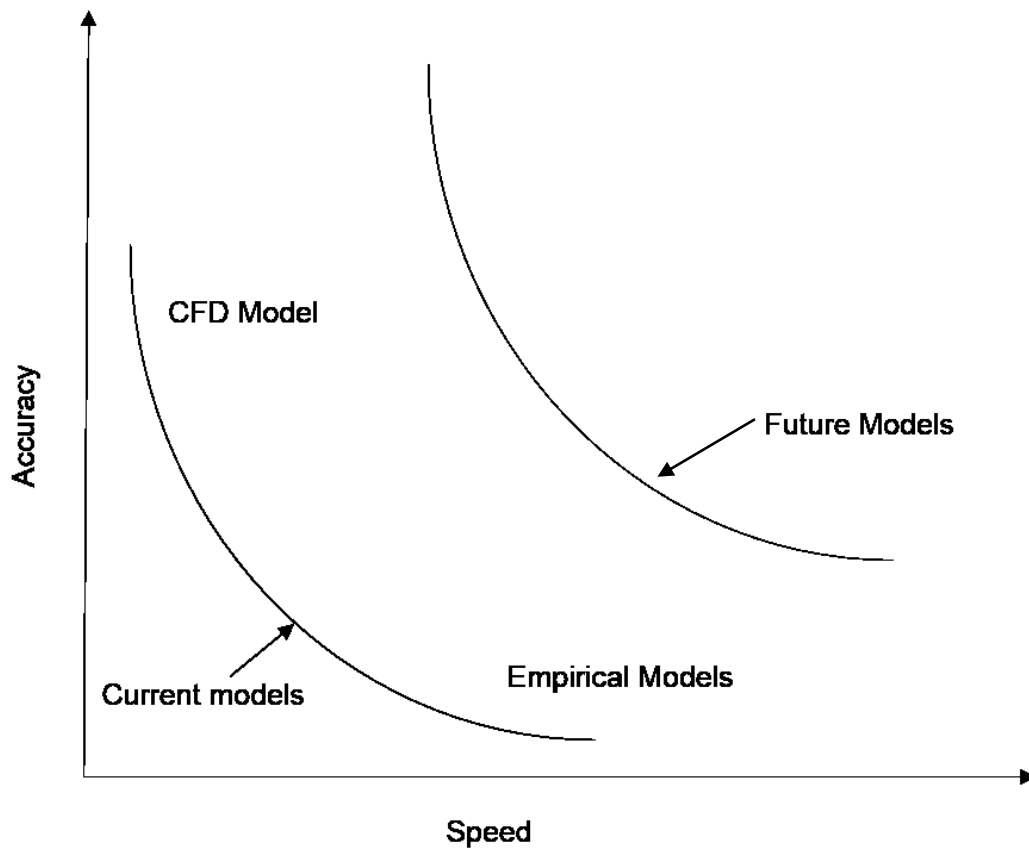 CFD Model
Accuracy
Future Models
Empirical Models
Current models
Speed